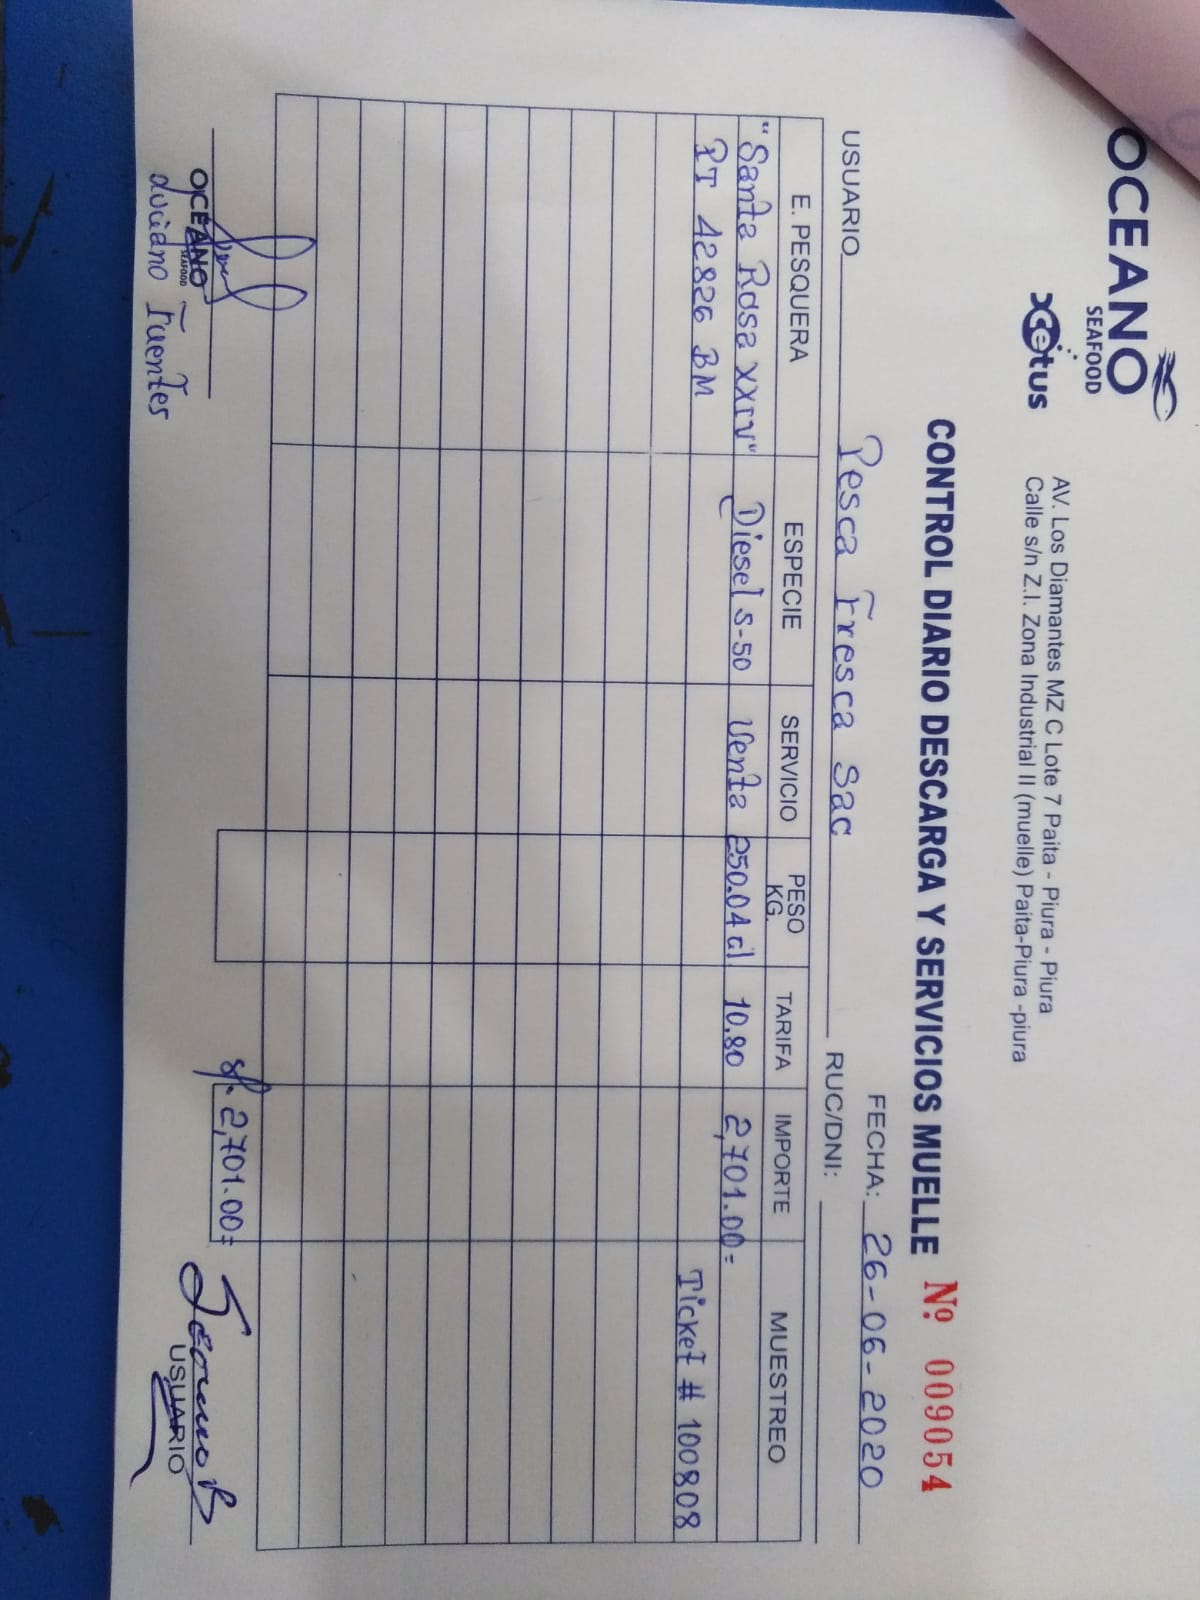 OCEANO
SEAFOOD
xcetus
AV. Los Diamantes MZ C Lote 7 Paita - Piura - Piura
Calle s/n Z.I. Zona Industrial II (muelle) Paita-Piura -piura
CONTROL DIARIO DESCARGA Y SERVICIOS MUELLE Nº 009054
FECHA: 26-06-2020
USUARIO Pesca Fresca Sac RUC/DNI:
E. PESQUERA ESPECIE SERVICIO PESO KG. TARIFA IMPORTE MUESTREO
"Santa Rosa XXIV" Diesel S-50 Venta 250.04 gl 10.80 2,701.00=
PT 42826 BM Ticket # 100808
S/. 2,701.00=
OCEANO
SEAFOOD
Luciano Fuentes
USUARIO